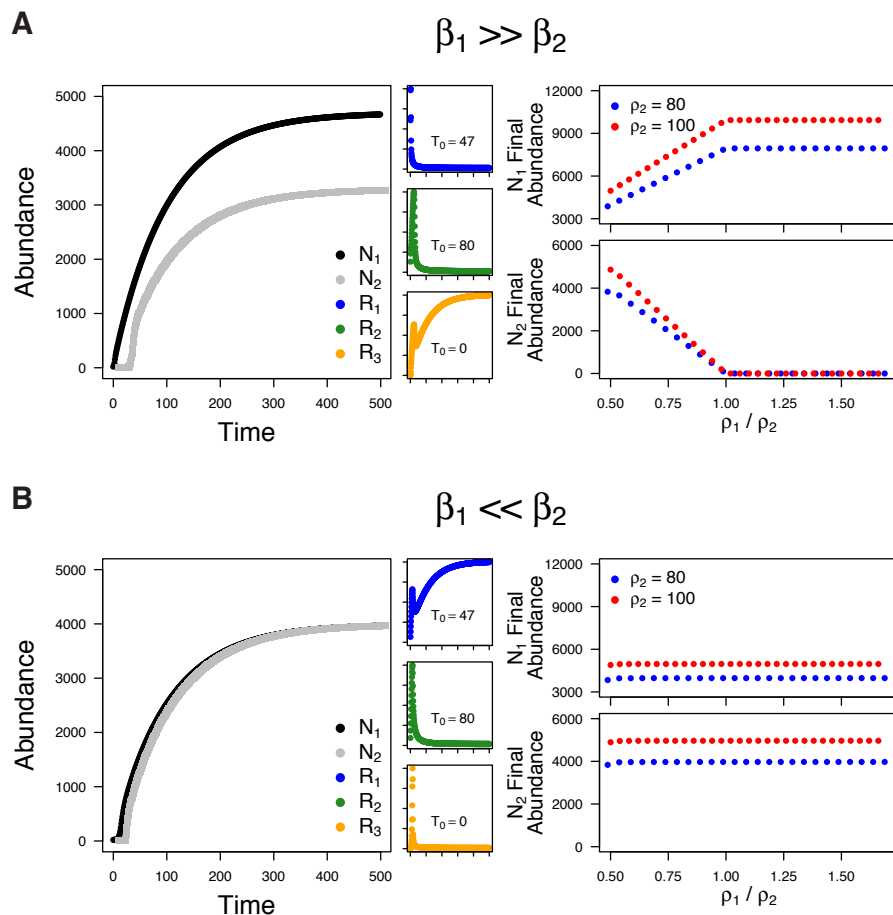 A
β1 >> β2
Abundance
5000
4000
3000
2000
1000
0
0 100 200 300 400 500
Time
N1
N2
R1
R2
R3
T0 = 47
T0 = 80
T0 = 0
N1 Final
Abundance
12000
9000
6000
3000
ρ2 = 80
ρ2 = 100
N2 Final
Abundance
6000
4000
2000
0
0.50 0.75 1.00 1.25 1.50
ρ1 / ρ2
B
β1 << β2
Abundance
5000
4000
3000
2000
1000
0
0 100 200 300 400 500
Time
N1
N2
R1
R2
R3
T0 = 47
T0 = 80
T0 = 0
N1 Final
Abundance
12000
9000
6000
3000
ρ2 = 80
ρ2 = 100
N2 Final
Abundance
6000
4000
2000
0
0.50 0.75 1.00 1.25 1.50
ρ1 / ρ2